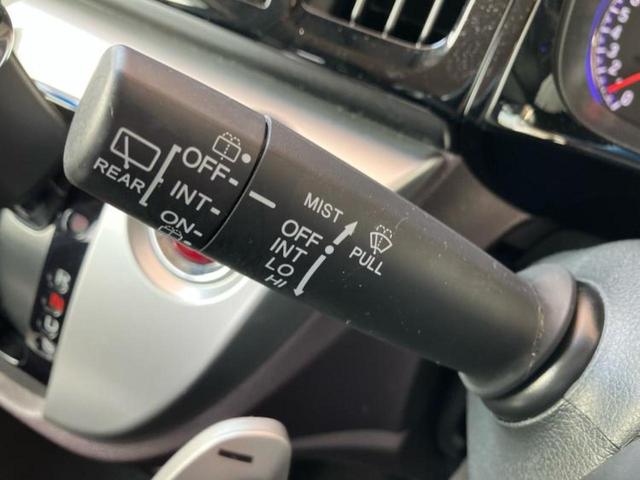 REAR
OFF
INT
ON
MIST
OFF
INT
LO
HI
PULL